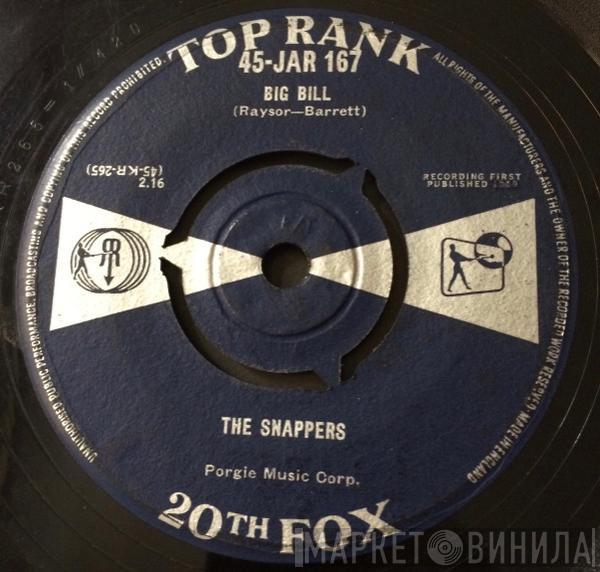 TOP RANK
45-JAR 167
BIG BILL
(Raysor—Barrett)
(45-K-R-265)
2.16
RECORDING FIRST
PUBLISHED 1959
THE SNAPPERS
Porgie Music Corp.
20TH FOX
UNAUTHORISED PUBLIC PERFORMANCE, BROADCASTING AND COPYING OF THIS RECORD PROHIBITED.
ALL RIGHTS OF THE MANUFACTURERS AND THE OWNER OF THE RECORDED WORK RESERVED - MADE IN ENGLAND
МАРКЕТ ВИНИЛА